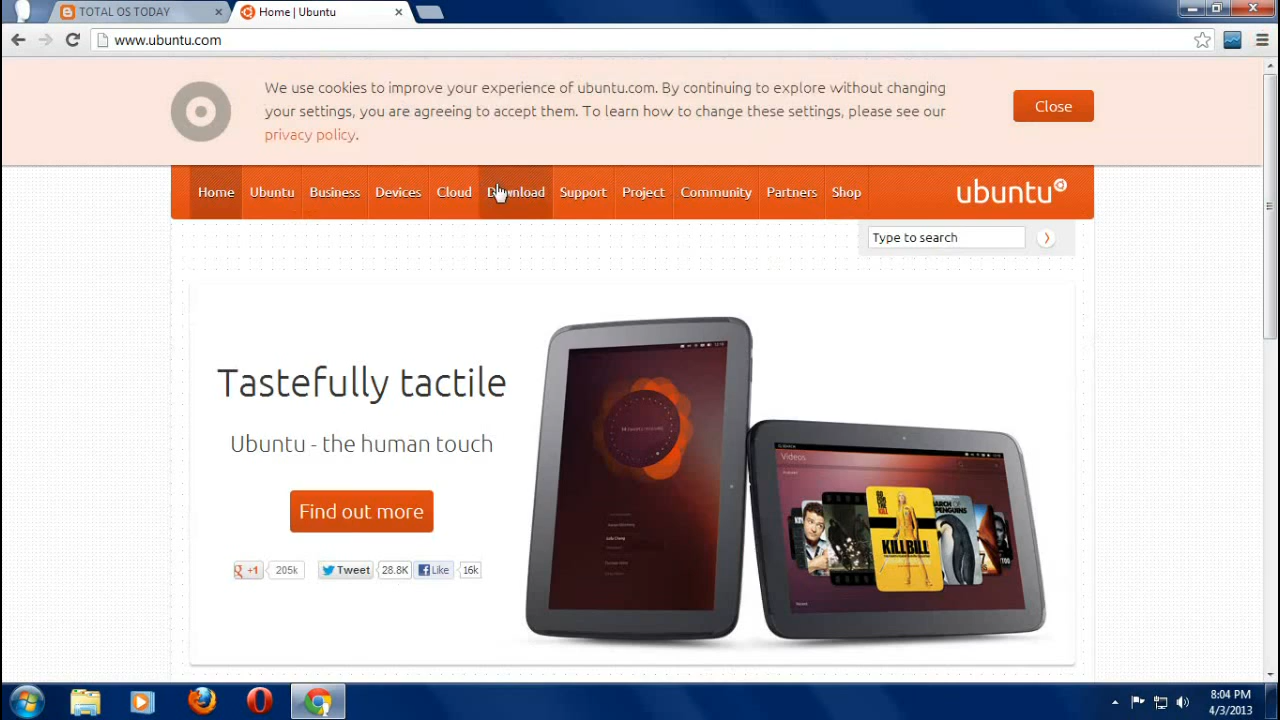 TOTAL OS TODAY
Home | Ubuntu
www.ubuntu.com
We use cookies to improve your experience of ubuntu.com. By continuing to explore without changing
your settings, you are agreeing to accept them. To learn how to change these settings, please see our
privacy policy.
Close
Home Ubuntu Business Devices Cloud Download Support Project Community Partners Shop
ubuntu
Type to search
Tastefully tactile
Ubuntu - the human touch
Find out more
+1 205k Tweet 28.8K Like 16k
Videos
KILL BILL
8:04 PM
4/3/2013